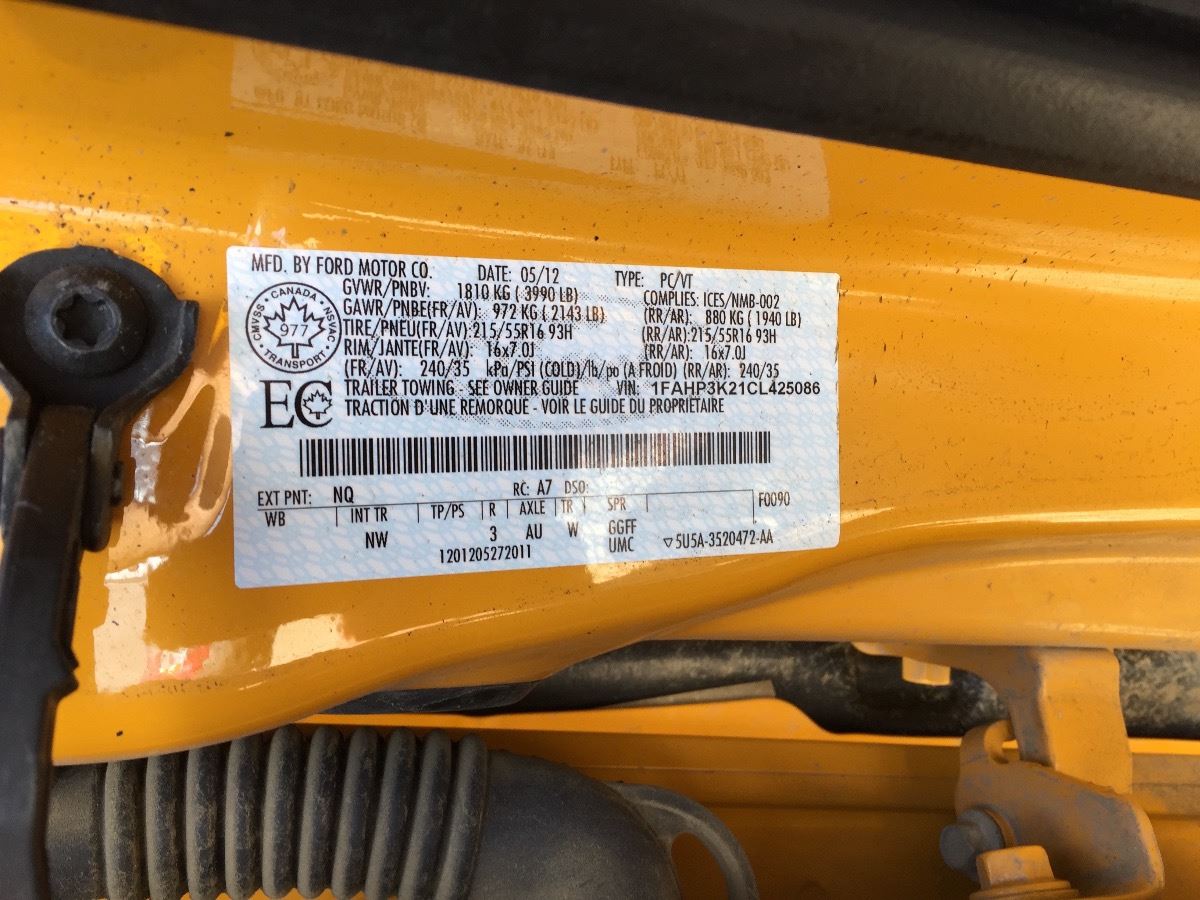 MFD. BY FORD MOTOR CO. DATE: 05/12 TYPE: PC/VT
GVWR/PNBV: 1810 KG ( 3990 LB) COMPLIES: ICES/NMB-002
GAWR/PNBE(FR/AV): 972 KG ( 2143 LB) (RR/AR): 880 KG ( 1940 LB)
TIRE/PNEU(FR/AV):215/55R16 93H (RR/AR):215/55R16 93H
RIM/JANTE(FR/AV): 16x7.0J (RR/AR): 16x7.0J
(FR/AV): 240/35 kPa/PSI (COLD)/lb/po (A FROID) (RR/AR): 240/35
TRAILER TOWING - SEE OWNER GUIDE VIN: 1FAHP3K21CL425086
TRACTION D'UNE REMORQUE - VOIR LE GUIDE DU PROPRIETAIRE
CMVSS • CANADA • NSVAC
977
• TRANSPORT •
EC
EXT PNT: NQ RC: A7 DSO:
WB INT TR TP/PS R AXLE TR SPR F0090
NW 3 AU W GGFF
UMC ▽5U5A-3520472-AA
1201205272011